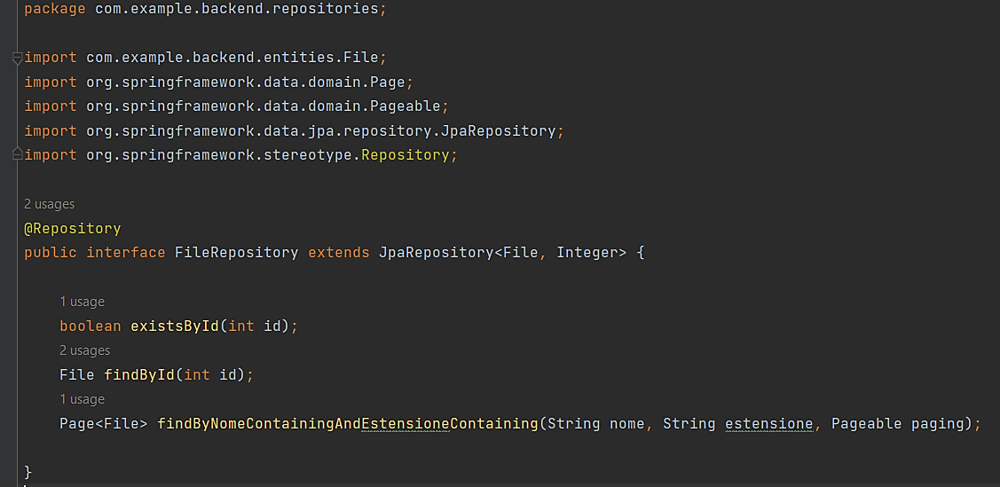 package com.example.backend.repositories;
import com.example.backend.entities.File;
import org.springframework.data.domain.Page;
import org.springframework.data.domain.Pageable;
import org.springframework.data.jpa.repository.JpaRepository;
import org.springframework.stereotype.Repository;
2 usages
@Repository
public interface FileRepository extends JpaRepository<File, Integer> {
1 usage
boolean existsById(int id);
2 usages
File findById(int id);
1 usage
Page<File> findByNomeContainingAndEstensioneContaining(String nome, String estensione, Pageable paging);
}